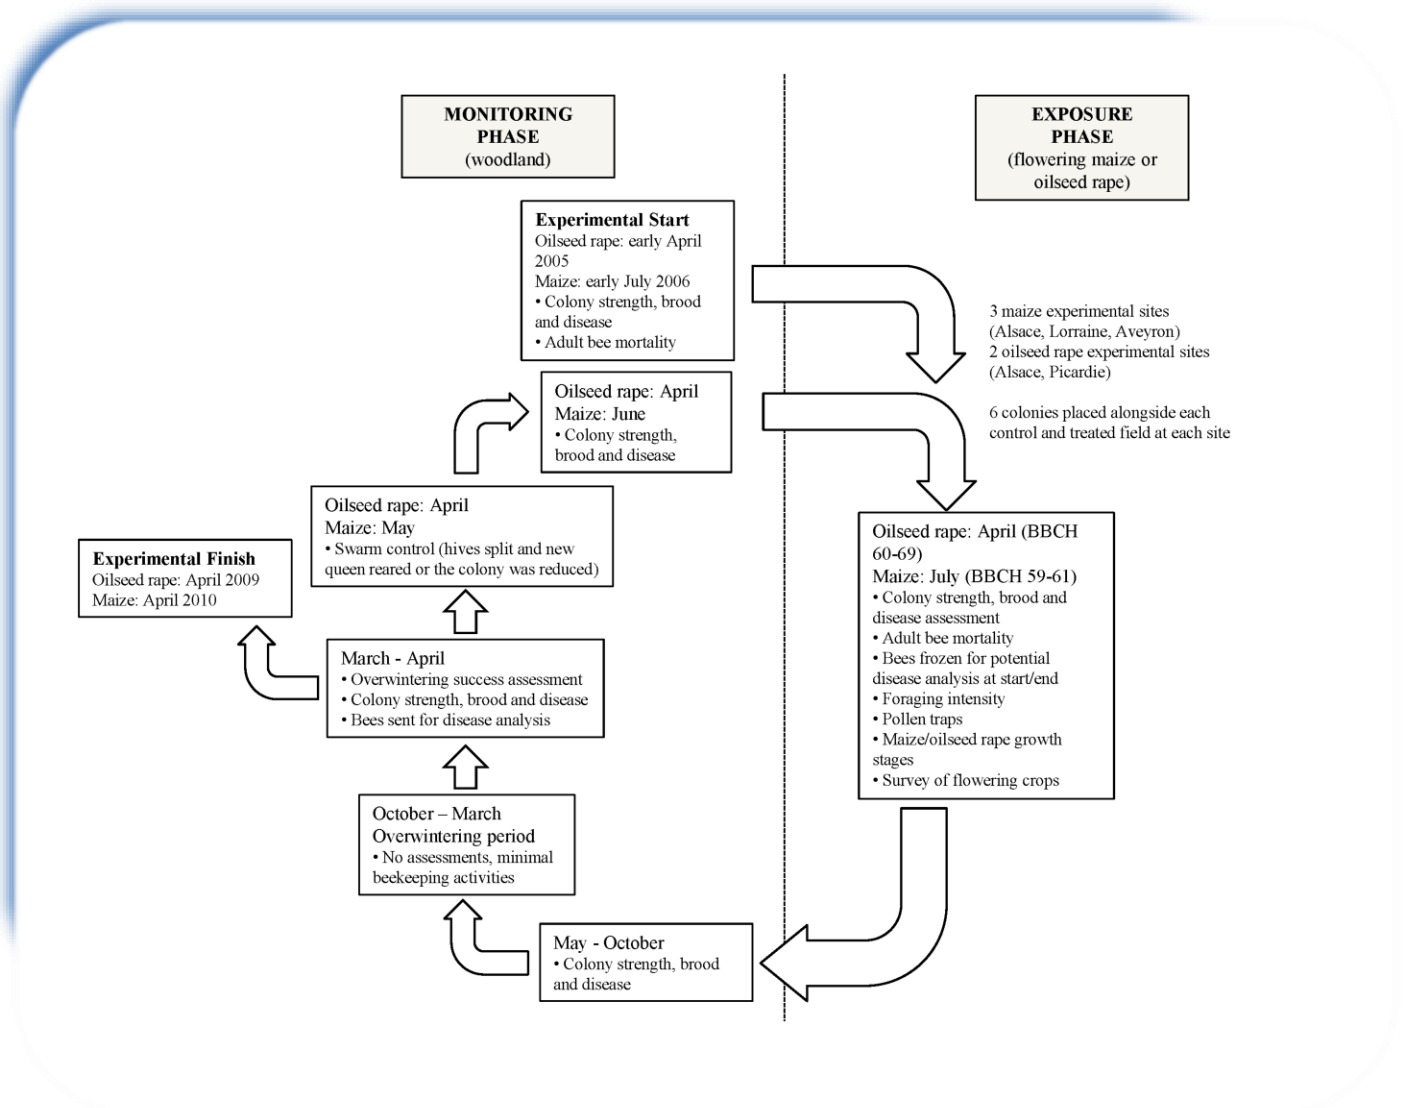 MONITORING
PHASE
(woodland)
EXPOSURE
PHASE
(flowering maize or
oilseed rape)
Experimental Start
Oilseed rape: early April
2005
Maize: early July 2006
• Colony strength, brood
and disease
• Adult bee mortality
3 maize experimental sites
(Alsace, Lorraine, Aveyron)
2 oilseed rape experimental sites
(Alsace, Picardie)
6 colonies placed alongside each
control and treated field at each site
Oilseed rape: April
Maize: June
• Colony strength,
brood and disease
Oilseed rape: April
Maize: May
• Swarm control (hives split and new
queen reared or the colony was reduced)
Experimental Finish
Oilseed rape: April 2009
Maize: April 2010
Oilseed rape: April (BBCH
60-69)
Maize: July (BBCH 59-61)
• Colony strength, brood and
disease assessment
• Adult bee mortality
• Bees frozen for potential
disease analysis at start/end
• Foraging intensity
• Pollen traps
• Maize/oilseed rape growth
stages
• Survey of flowering crops
March - April
• Overwintering success assessment
• Colony strength, brood and disease
• Bees sent for disease analysis
October – March
Overwintering period
• No assessments, minimal
beekeeping activities
May - October
• Colony strength, brood
and disease